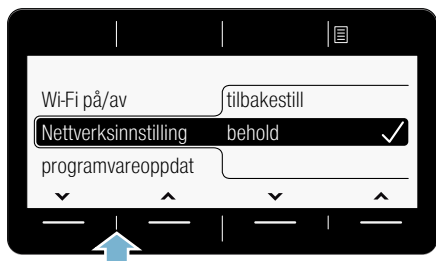 Wi-Fi på/av tilbakestill
Nettverksinnstilling behold
programvareoppdat